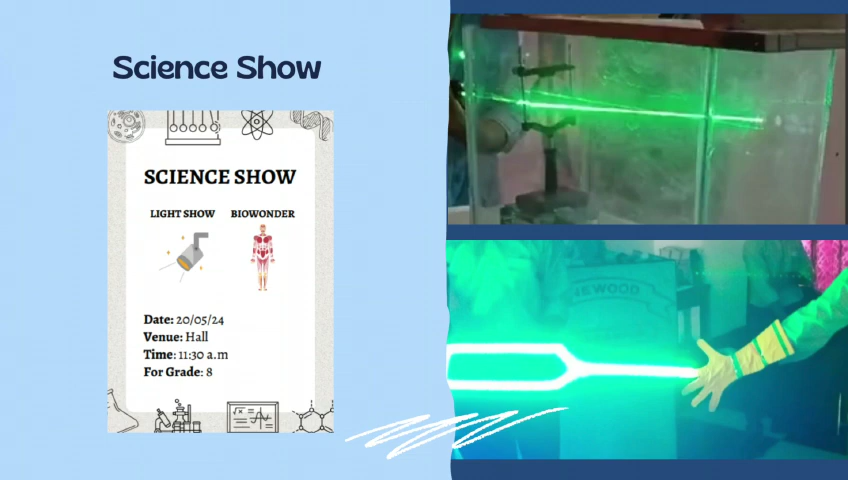 Science Show
SCIENCE SHOW
LIGHT SHOW BIOWONDER
Date: 20/05/24
Venue: Hall
Time: 11:30 a.m
For Grade: 8